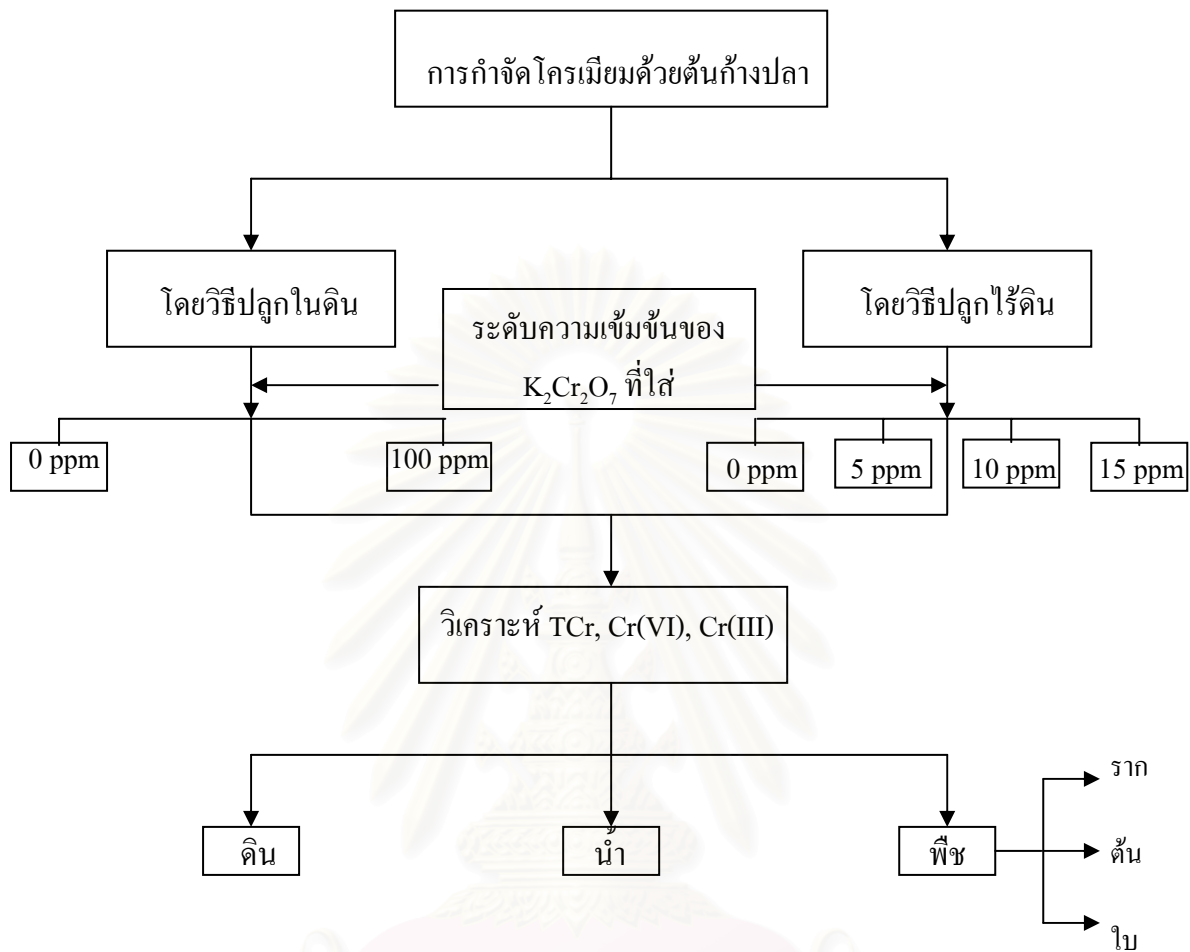 การกำจัดโครเมียมด้วยต้นก้างปลา
โดยวิธีปลูกในดิน
โดยวิธีปลูกไร้ดิน
ระดับความเข้มข้นของ
K₂Cr₂O₇ ที่ใส่
0 ppm
100 ppm
0 ppm
5 ppm
10 ppm
15 ppm
วิเคราะห์ TCr, Cr(VI), Cr(III)
ดิน
น้ำ
พืช
ราก
ต้น
ใบ